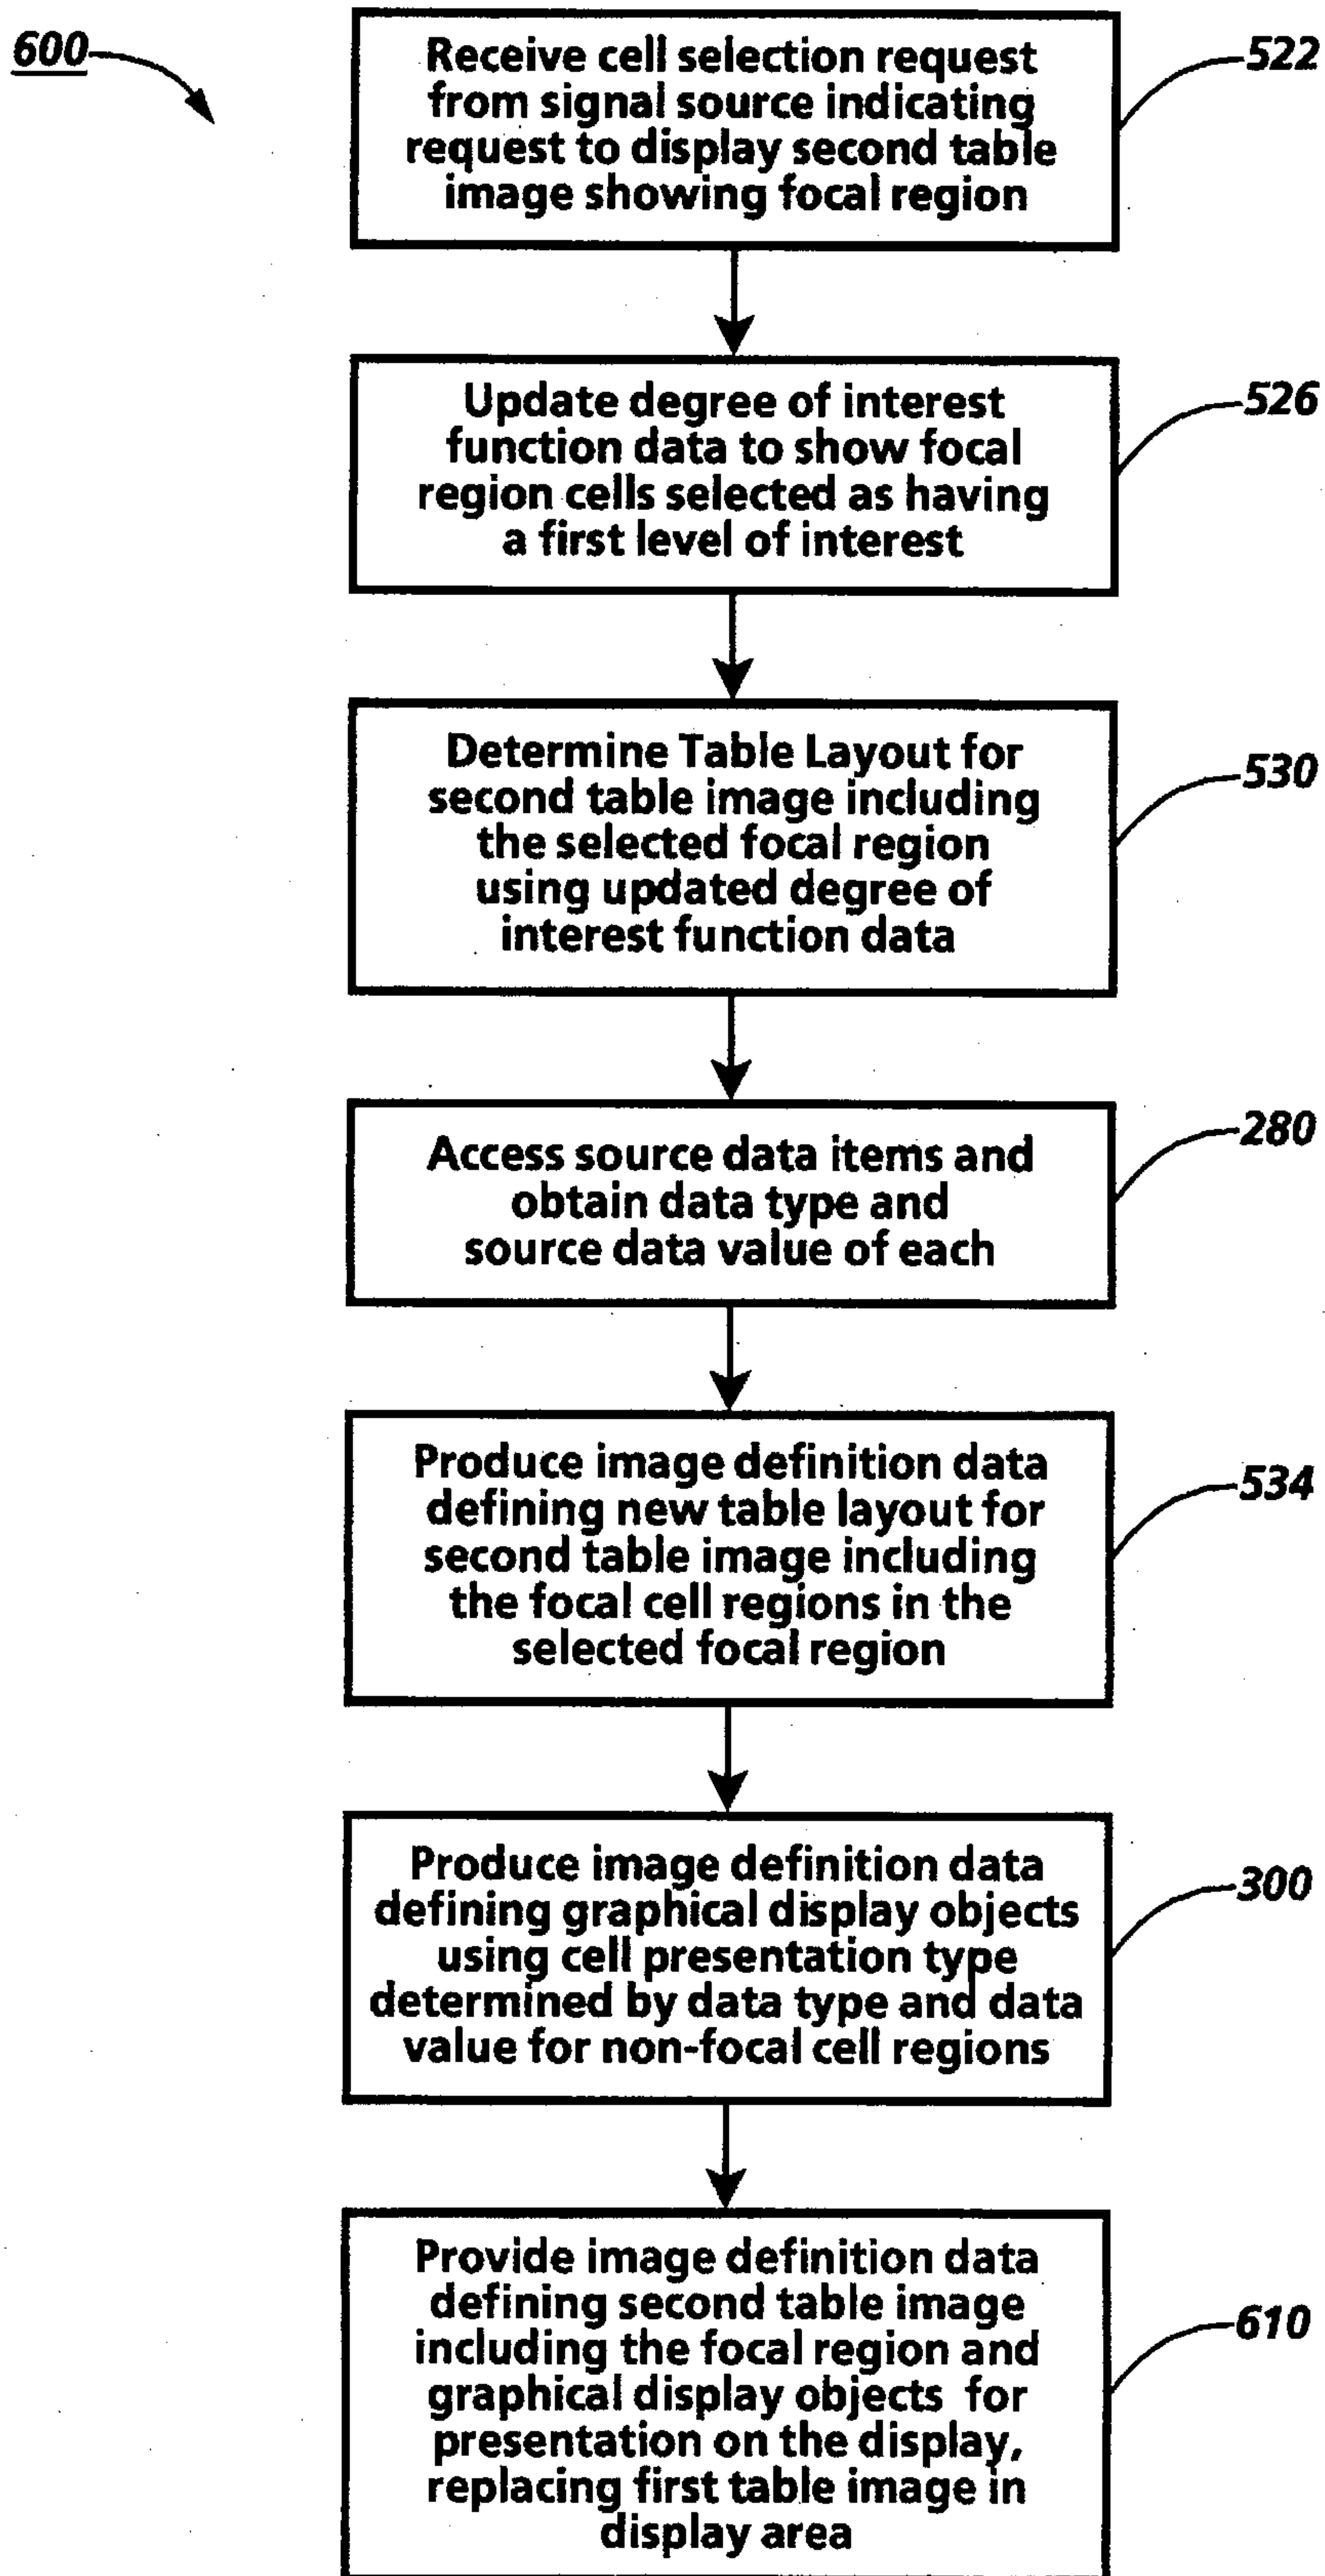 600
Receive cell selection request
from signal source indicating
request to display second table
image showing focal region
522
Update degree of interest
function data to show focal
region cells selected as having
a first level of interest
526
Determine Table Layout for
second table image including
the selected focal region
using updated degree of
interest function data
530
Access source data items and
obtain data type and
source data value of each
280
Produce image definition data
defining new table layout for
second table image including
the focal cell regions in the
selected focal region
534
Produce image definition data
defining graphical display objects
using cell presentation type
determined by data type and data
value for non-focal cell regions
300
Provide image definition data
defining second table image
including the focal region and
graphical display objects for
presentation on the display,
replacing first table image in
display area
610